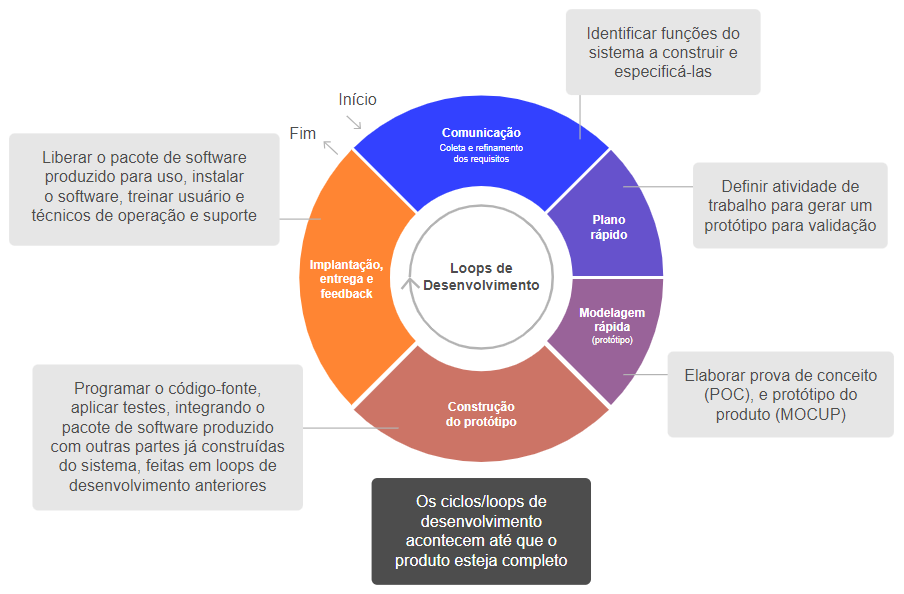 Identificar funções do
sistema a construir e
especificá-las
Início
Fim
Comunicação
Coleta e refinamento
dos requisitos
Liberar o pacote de software
produzido para uso, instalar
o software, treinar usuário e
técnicos de operação e suporte
Definir atividade de
trabalho para gerar um
protótipo para validação
Plano
rápido
Implantação,
entrega e
feedback
Loops de
Desenvolvimento
Modelagem
rápida
(protótipo)
Elaborar prova de conceito
(POC), e protótipo do
produto (MOCUP)
Programar o código-fonte,
aplicar testes, integrando o
pacote de software produzido
com outras partes já construídas
do sistema, feitas em loops de
desenvolvimento anteriores
Construção
do protótipo
Os ciclos/loops de
desenvolvimento
acontecem até que o
produto esteja completo